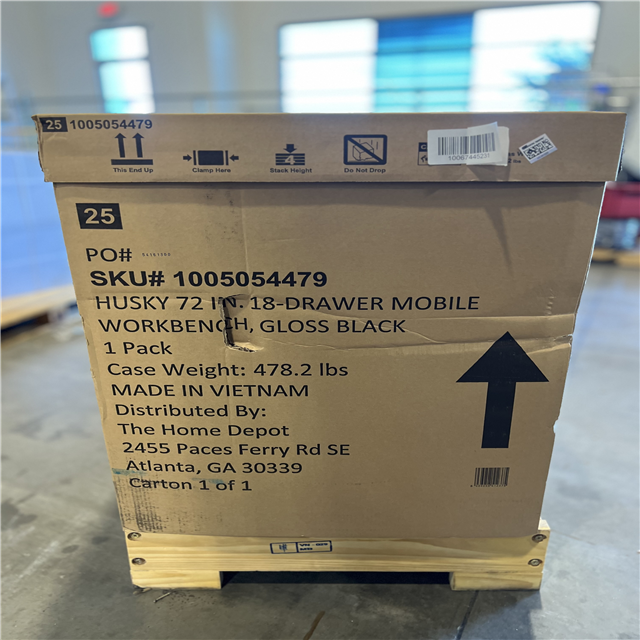 25 1005054479
This End Up
Clamp Here
4
Stack Height
Do Not Drop
25
PO#
SKU# 1005054479
HUSKY 72 IN. 18-DRAWER MOBILE
WORKBENCH, GLOSS BLACK
1 Pack
Case Weight: 478.2 lbs
MADE IN VIETNAM
Distributed By:
The Home Depot
2455 Paces Ferry Rd SE
Atlanta, GA 30339
Carton 1 of 1